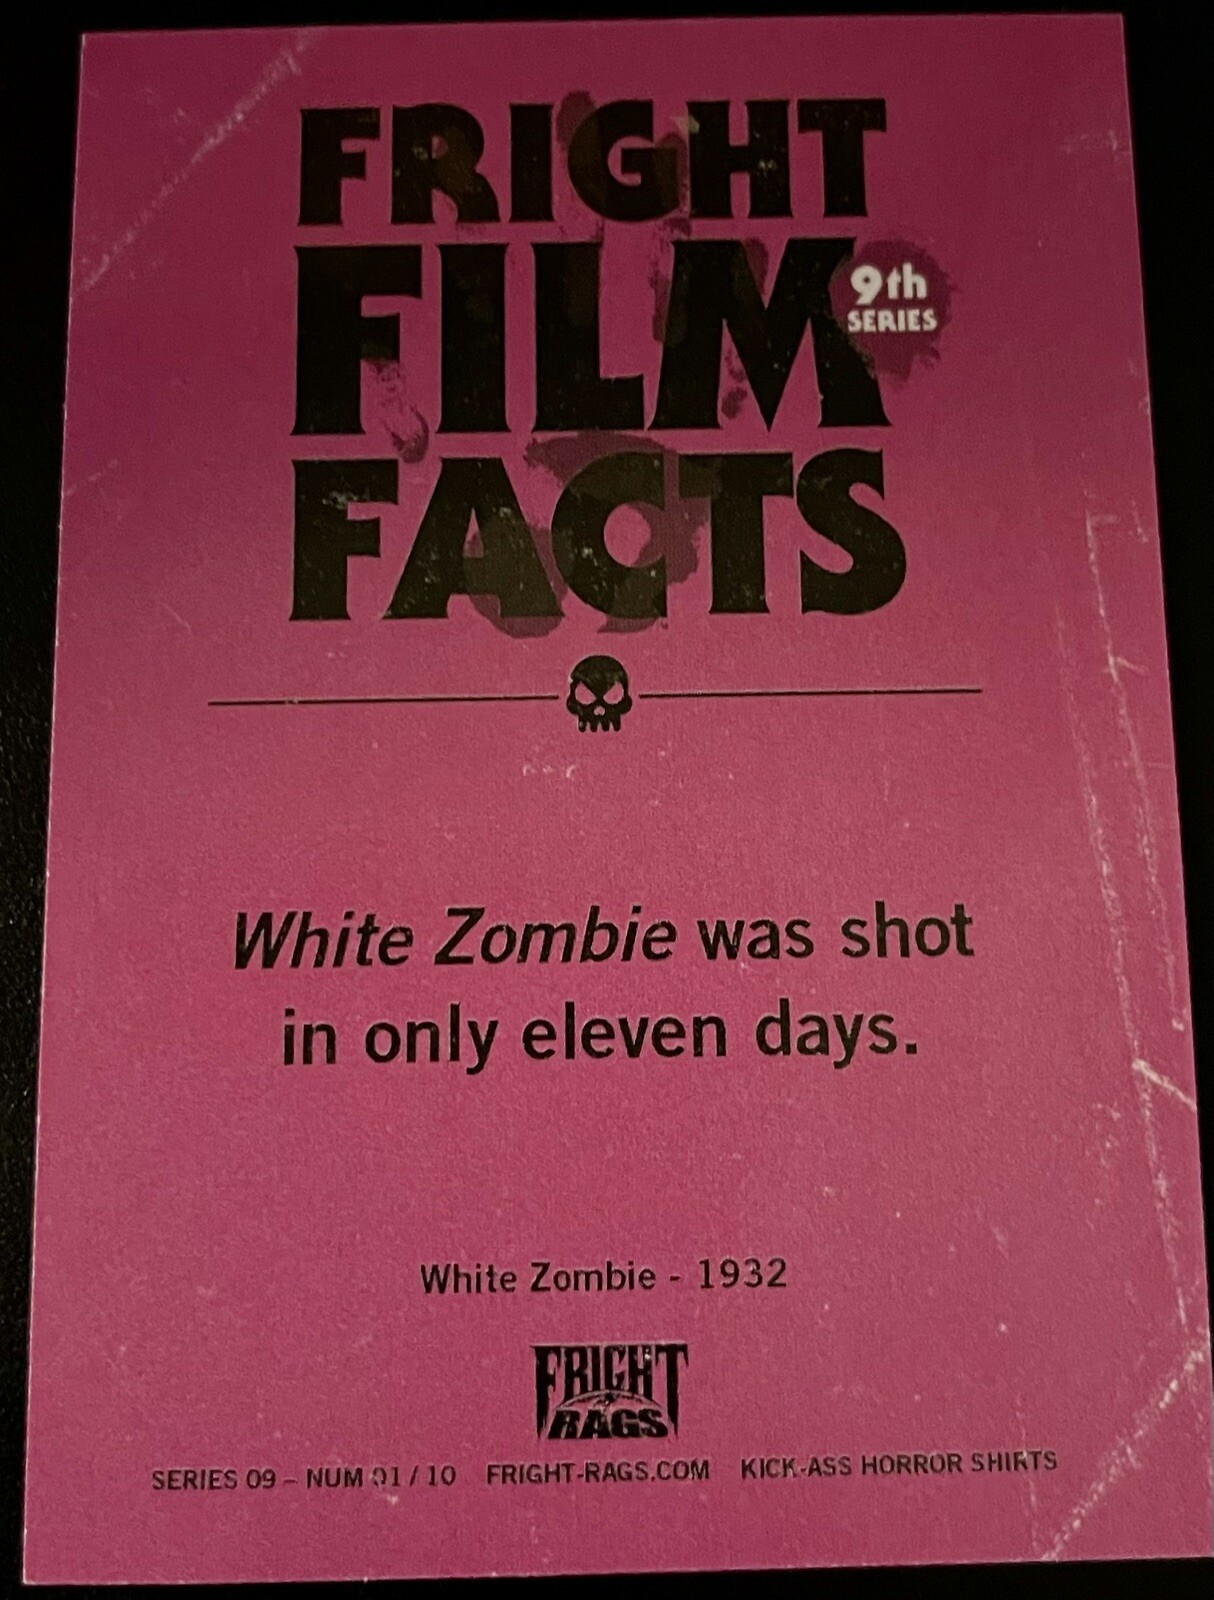 FRIGHT
FILM
9th
SERIES
FACTS
White Zombie was shot
in only eleven days.
White Zombie - 1932
FRIGHT
RAGS
SERIES 09 – NUM 01 / 10 FRIGHT-RAGS.COM KICK-ASS HORROR SHIRTS